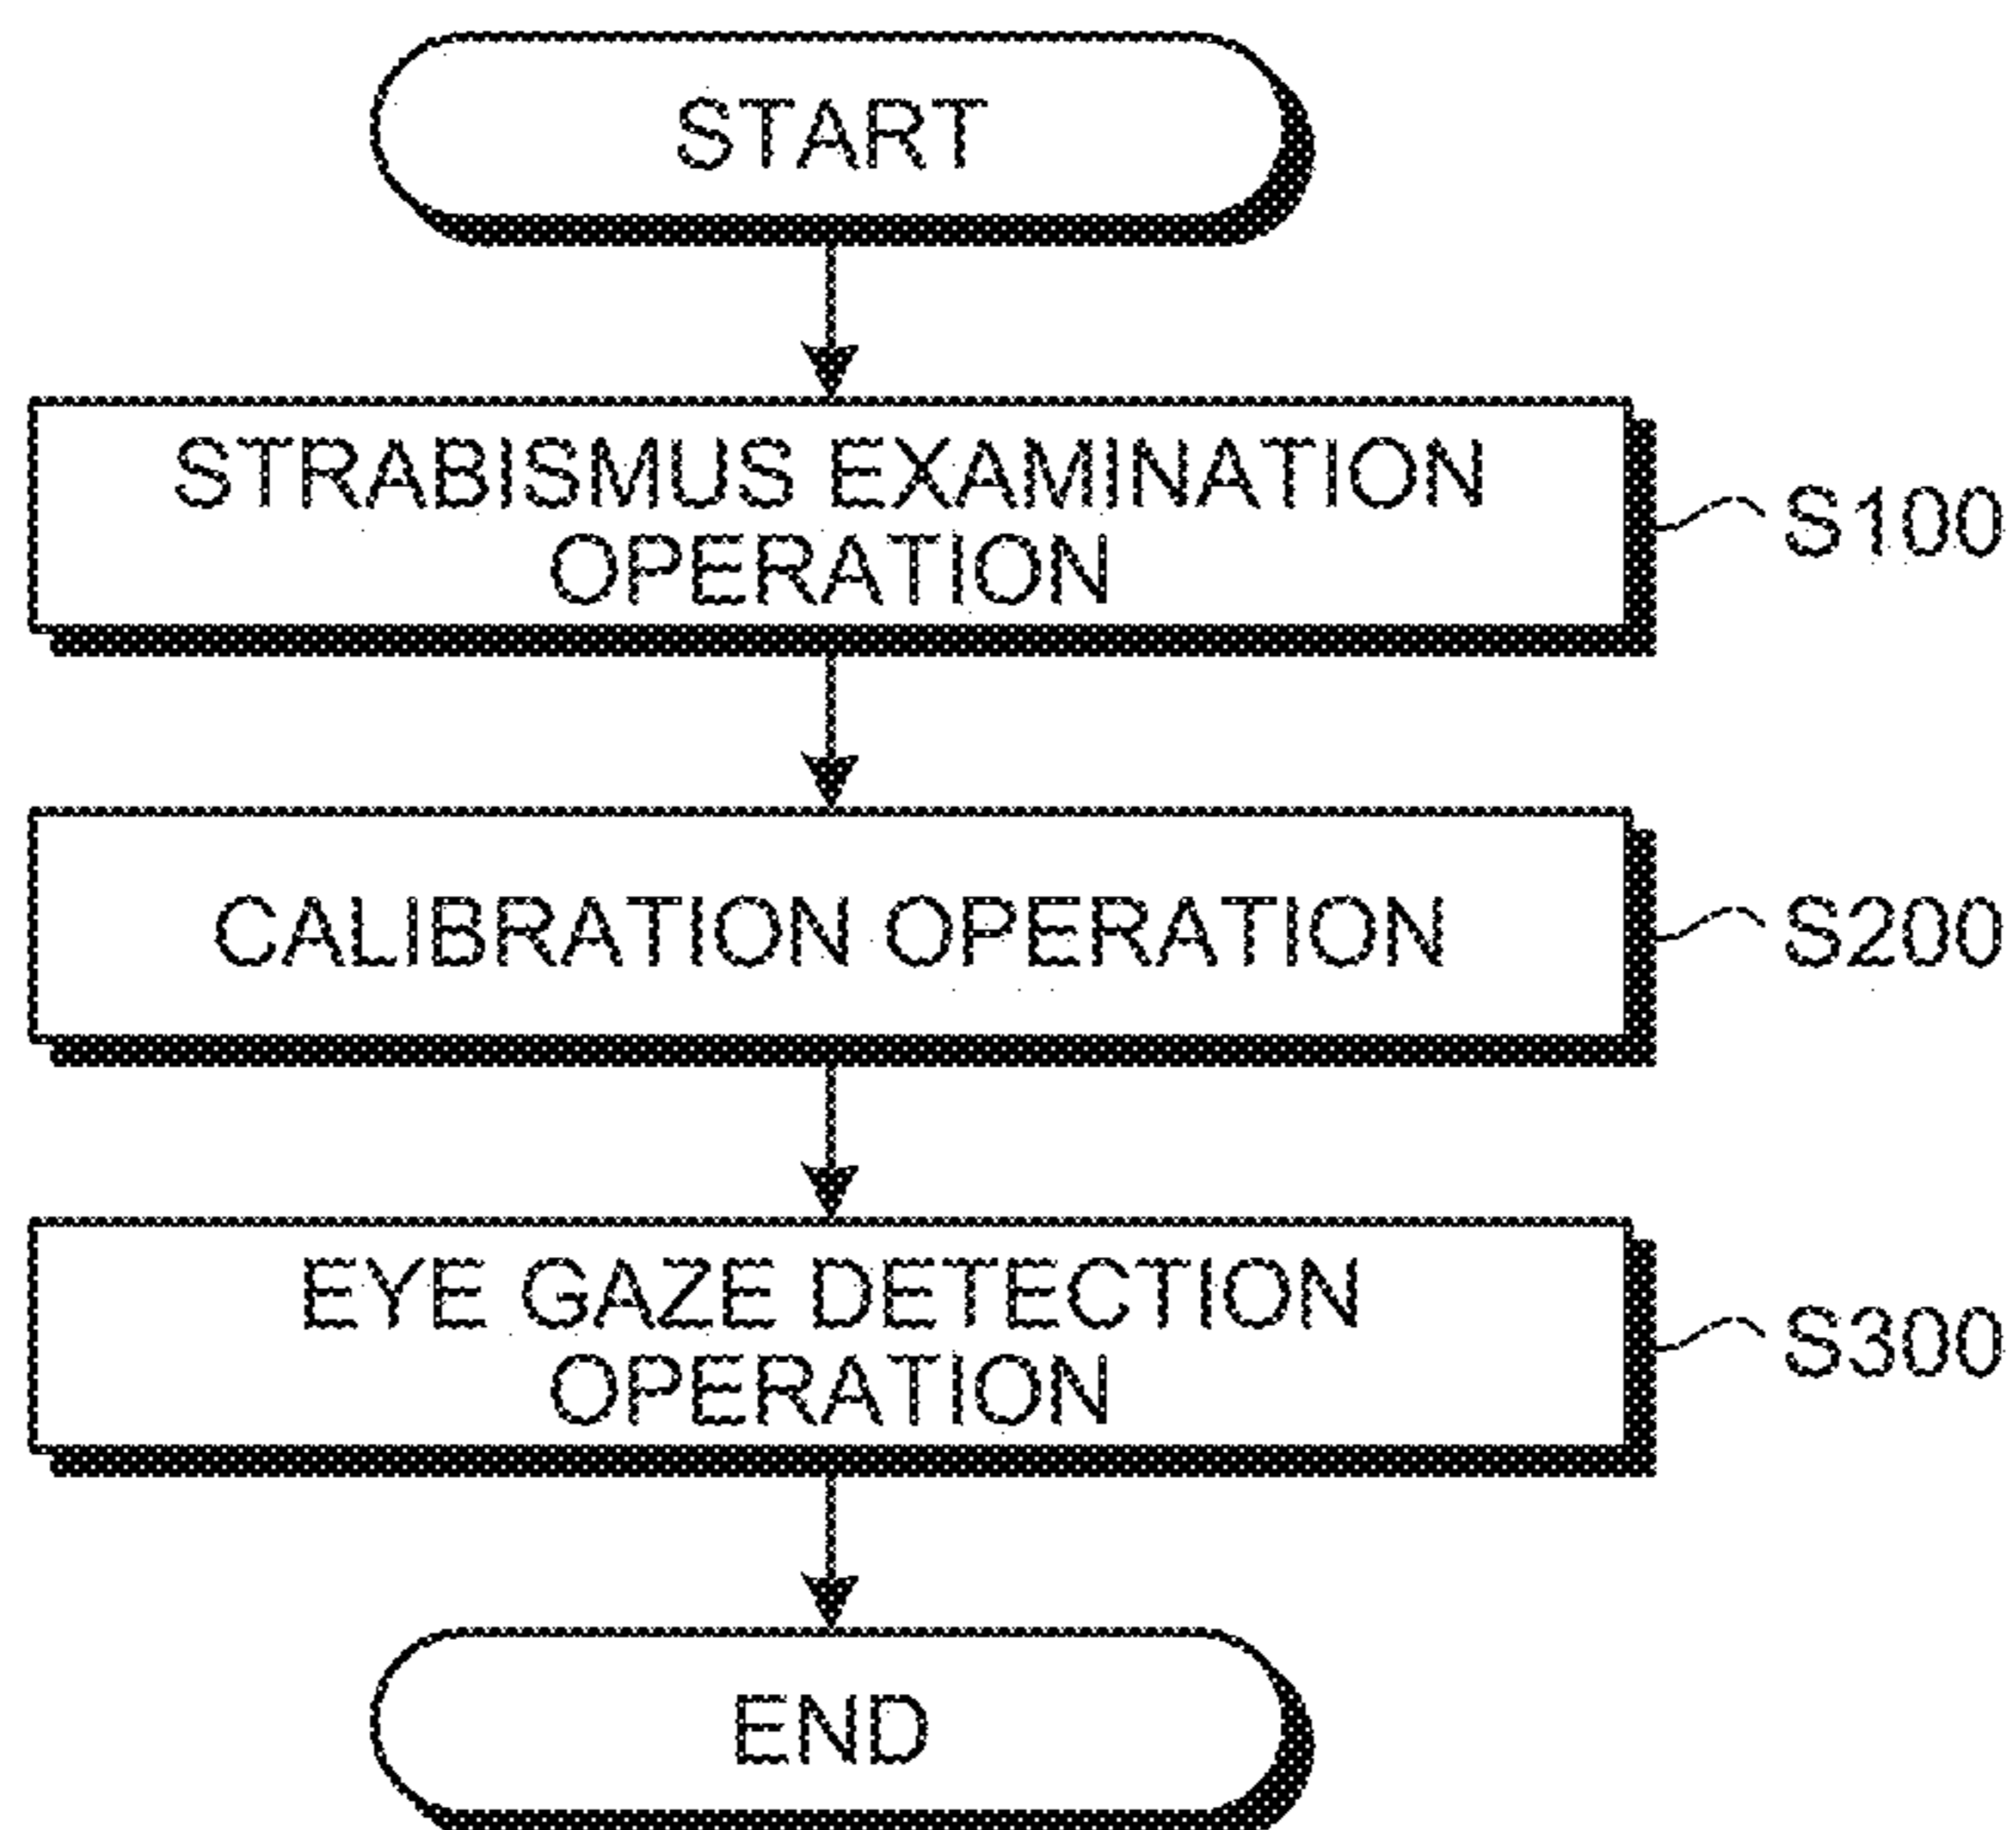 START
STRABISMUS EXAMINATION
OPERATION
S100
CALIBRATION OPERATION
S200
EYE GAZE DETECTION
OPERATION
S300
END